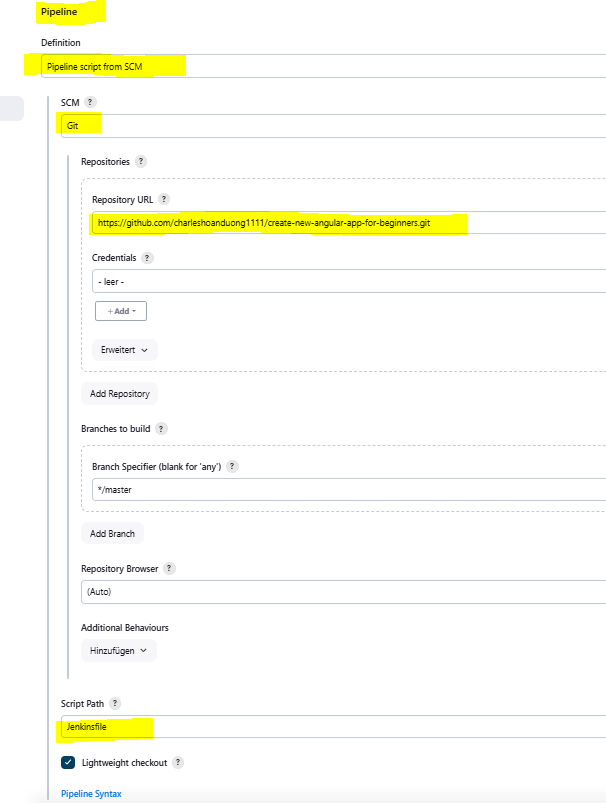 Pipeline
Definition
Pipeline script from SCM
SCM ?
Git
Repositories ?
Repository URL ?
https://github.com/charleshoanduong1111/create-new-angular-app-for-beginners.git
Credentials ?
- leer -
+ Add
Erweitert
Add Repository
Branches to build ?
Branch Specifier (blank for 'any') ?
*/master
Add Branch
Repository Browser ?
(Auto)
Additional Behaviours
Hinzufügen
Script Path ?
Jenkinsfile
Lightweight checkout ?
Pipeline Syntax